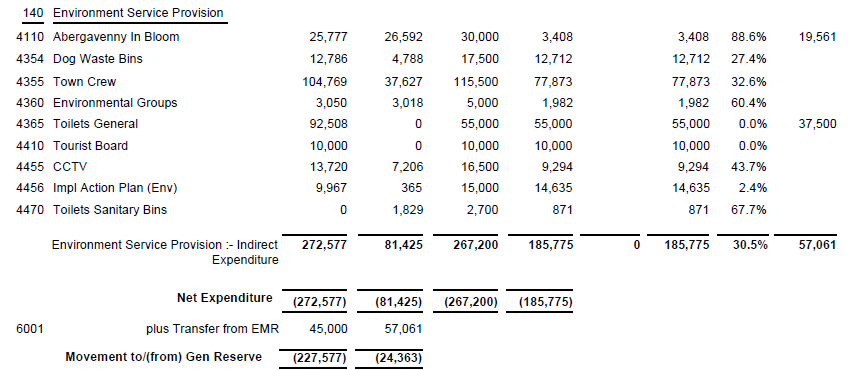 140 Environment Service Provision
4110 Abergavenny In Bloom 25,777 26,592 30,000 3,408 3,408 88.6% 19,561
4354 Dog Waste Bins 12,786 4,788 17,500 12,712 12,712 27.4%
4355 Town Crew 104,769 37,627 115,500 77,873 77,873 32.6%
4360 Environmental Groups 3,050 3,018 5,000 1,982 1,982 60.4%
4365 Toilets General 92,508 0 55,000 55,000 55,000 0.0% 37,500
4410 Tourist Board 10,000 0 10,000 10,000 10,000 0.0%
4455 CCTV 13,720 7,206 16,500 9,294 9,294 43.7%
4456 Impl Action Plan (Env) 9,967 365 15,000 14,635 14,635 2.4%
4470 Toilets Sanitary Bins 0 1,829 2,700 871 871 67.7%
Environment Service Provision :- Indirect 272,577 81,425 267,200 185,775 0 185,775 30.5% 57,061
Expenditure
Net Expenditure (272,577) (81,425) (267,200) (185,775)
6001 plus Transfer from EMR 45,000 57,061
Movement to/(from) Gen Reserve (227,577) (24,363)